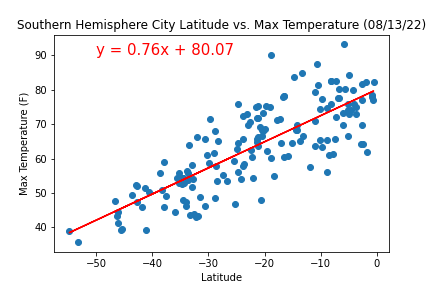 Southern Hemisphere City Latitude vs. Max Temperature (08/13/22)
y = 0.76x + 80.07
90
80
70
60
50
40
Max Temperature (F)
−50 −40 −30 −20 −10 0
Latitude